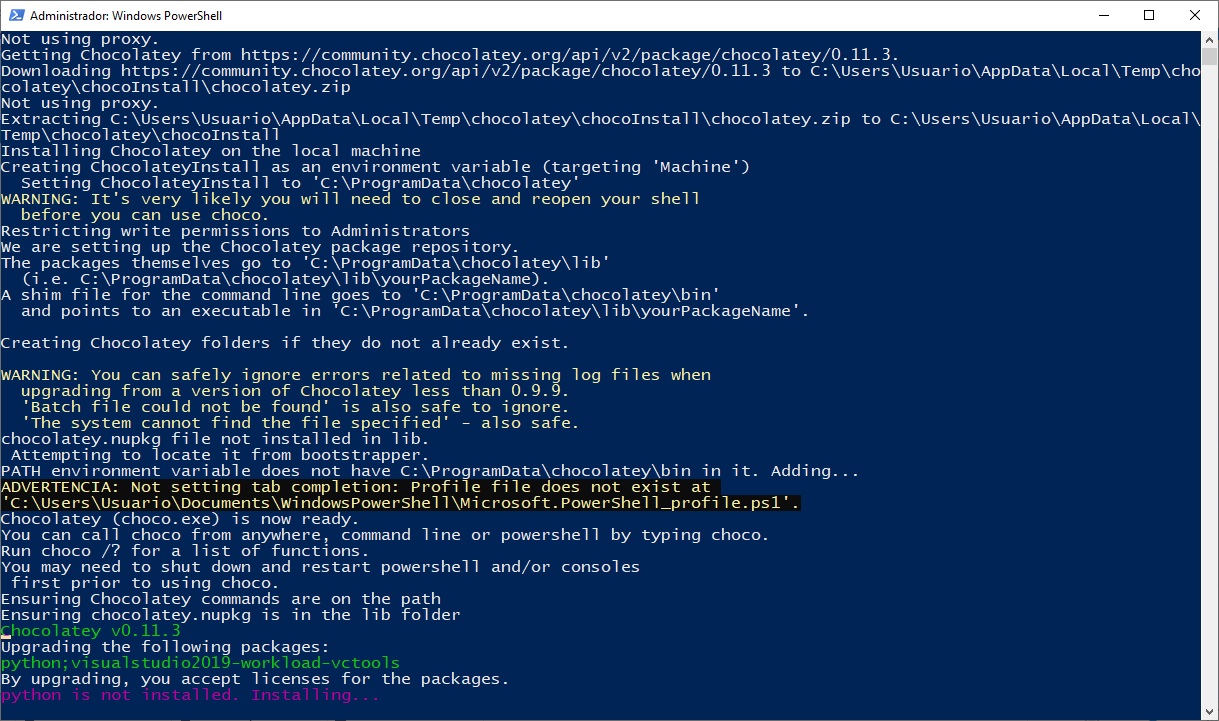 Administrador: Windows PowerShell
Not using proxy.
Getting Chocolatey from https://community.chocolatey.org/api/v2/package/chocolatey/0.11.3.
Downloading https://community.chocolatey.org/api/v2/package/chocolatey/0.11.3 to C:\Users\Usuario\AppData\Local\Temp\cho
colatey\chocoInstall\chocolatey.zip
Not using proxy.
Extracting C:\Users\Usuario\AppData\Local\Temp\chocolatey\chocoInstall\chocolatey.zip to C:\Users\Usuario\AppData\Local\
Temp\chocolatey\chocoInstall
Installing Chocolatey on the local machine
Creating ChocolateyInstall as an environment variable (targeting 'Machine')
  Setting ChocolateyInstall to 'C:\ProgramData\chocolatey'
WARNING: It's very likely you will need to close and reopen your shell
  before you can use choco.
Restricting write permissions to Administrators
We are setting up the Chocolatey package repository.
The packages themselves go to 'C:\ProgramData\chocolatey\lib'
  (i.e. C:\ProgramData\chocolatey\lib\yourPackageName).
A shim file for the command line goes to 'C:\ProgramData\chocolatey\bin'
  and points to an executable in 'C:\ProgramData\chocolatey\lib\yourPackageName'.

Creating Chocolatey folders if they do not already exist.

WARNING: You can safely ignore errors related to missing log files when
  upgrading from a version of Chocolatey less than 0.9.9.
  'Batch file could not be found' is also safe to ignore.
  'The system cannot find the file specified' - also safe.
chocolatey.nupkg file not installed in lib.
 Attempting to locate it from bootstrapper.
PATH environment variable does not have C:\ProgramData\chocolatey\bin in it. Adding...
ADVERTENCIA: Not setting tab completion: Profile file does not exist at
'C:\Users\Usuario\Documents\WindowsPowerShell\Microsoft.PowerShell_profile.ps1'.
Chocolatey (choco.exe) is now ready.
You can call choco from anywhere, command line or powershell by typing choco.
Run choco /? for a list of functions.
You may need to shut down and restart powershell and/or consoles
 first prior to using choco.
Ensuring Chocolatey commands are on the path
Ensuring chocolatey.nupkg is in the lib folder
Chocolatey v0.11.3
Upgrading the following packages:
python;visualstudio2019-workload-vctools
By upgrading, you accept licenses for the packages.
python is not installed. Installing...